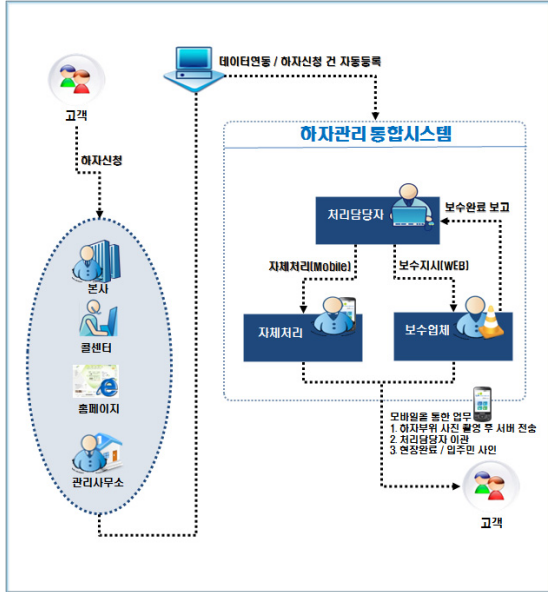 데이터연동 / 하자신청 건 자동등록
고객
하자신청
본사
콜센터
홈페이지
관리사무소
하자관리 통합시스템
처리담당자
보수완료 보고
자체처리(Mobile)
보수지시(WEB)
자체처리
보수업체
모바일을 통한 업무
1. 하자부위 사진 촬영 후 서버 전송
2. 처리담당자 이관
3. 현장완료 / 입주민 사인
고객